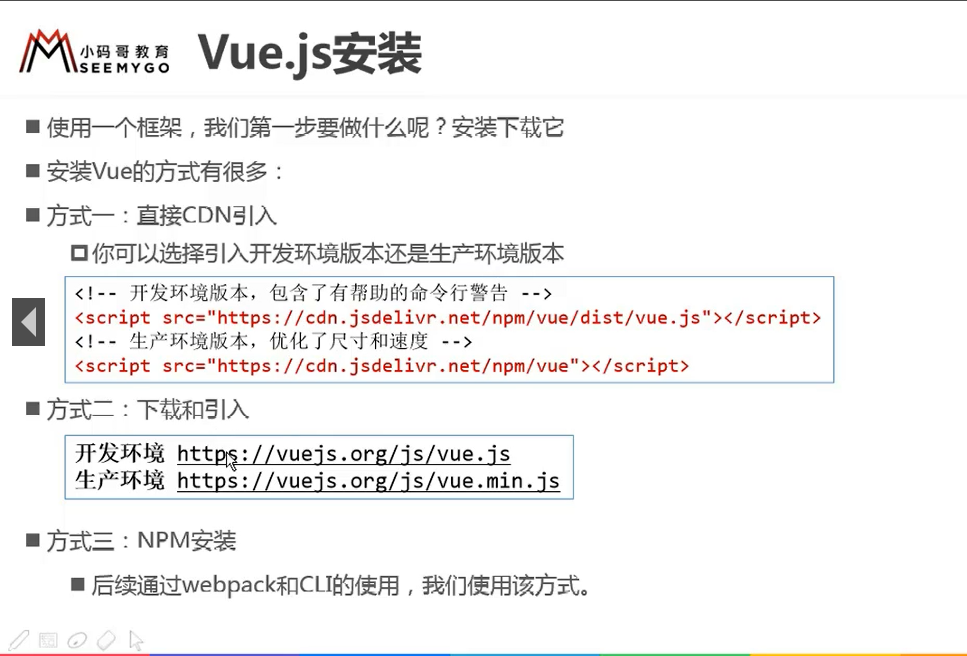 小码哥教育
SEEMYGO
Vue.js安装
使用一个框架，我们第一步要做什么呢？安装下载它
安装Vue的方式有很多：
方式一：直接CDN引入
你可以选择引入开发环境版本还是生产环境版本
<!-- 开发环境版本，包含了有帮助的命令行警告 -->
<script src="https://cdn.jsdelivr.net/npm/vue/dist/vue.js"></script>
<!-- 生产环境版本，优化了尺寸和速度 -->
<script src="https://cdn.jsdelivr.net/npm/vue"></script>
方式二：下载和引入
开发环境 https://vuejs.org/js/vue.js
生产环境 https://vuejs.org/js/vue.min.js
方式三：NPM安装
后续通过webpack和CLI的使用，我们使用该方式。